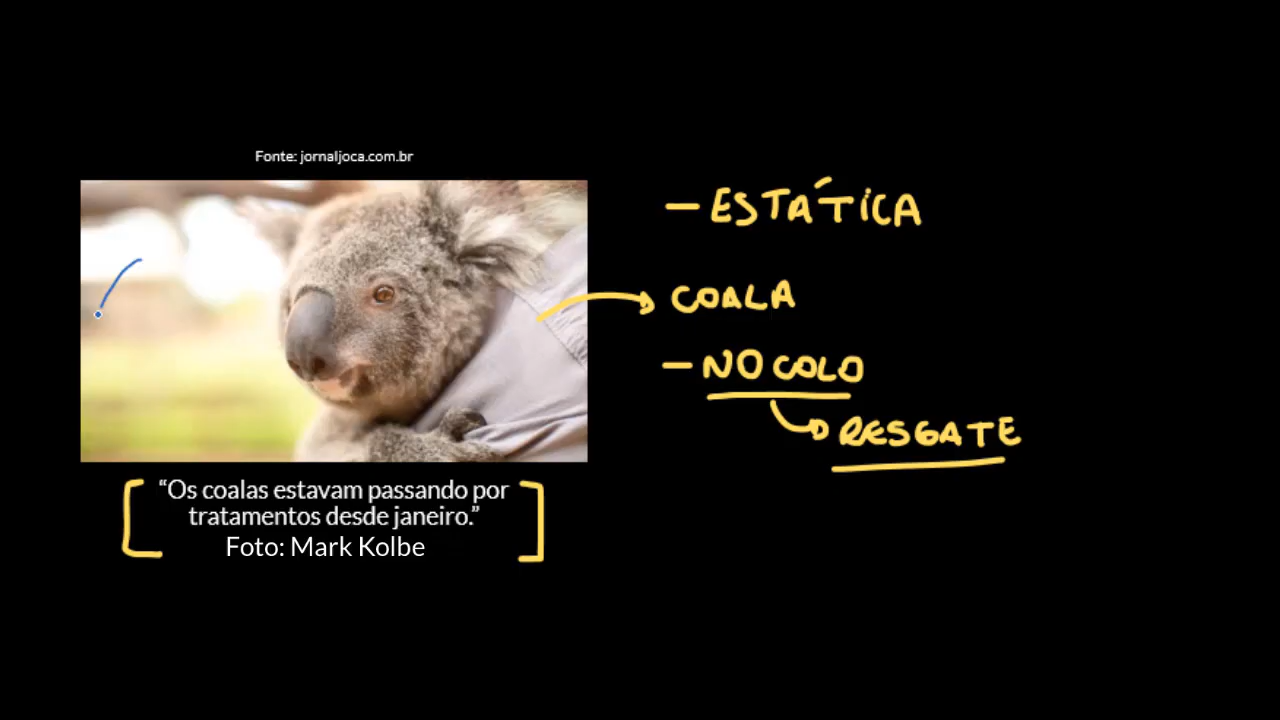 Fonte: jornaljoca.com.br
“Os coalas estavam passando por
tratamentos desde janeiro.”
Foto: Mark Kolbe
— ESTÁTICA
COALA
— NO COLO
RESGATE